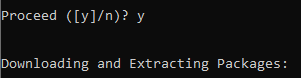 Proceed ([y]/n)? y
Downloading and Extracting Packages: